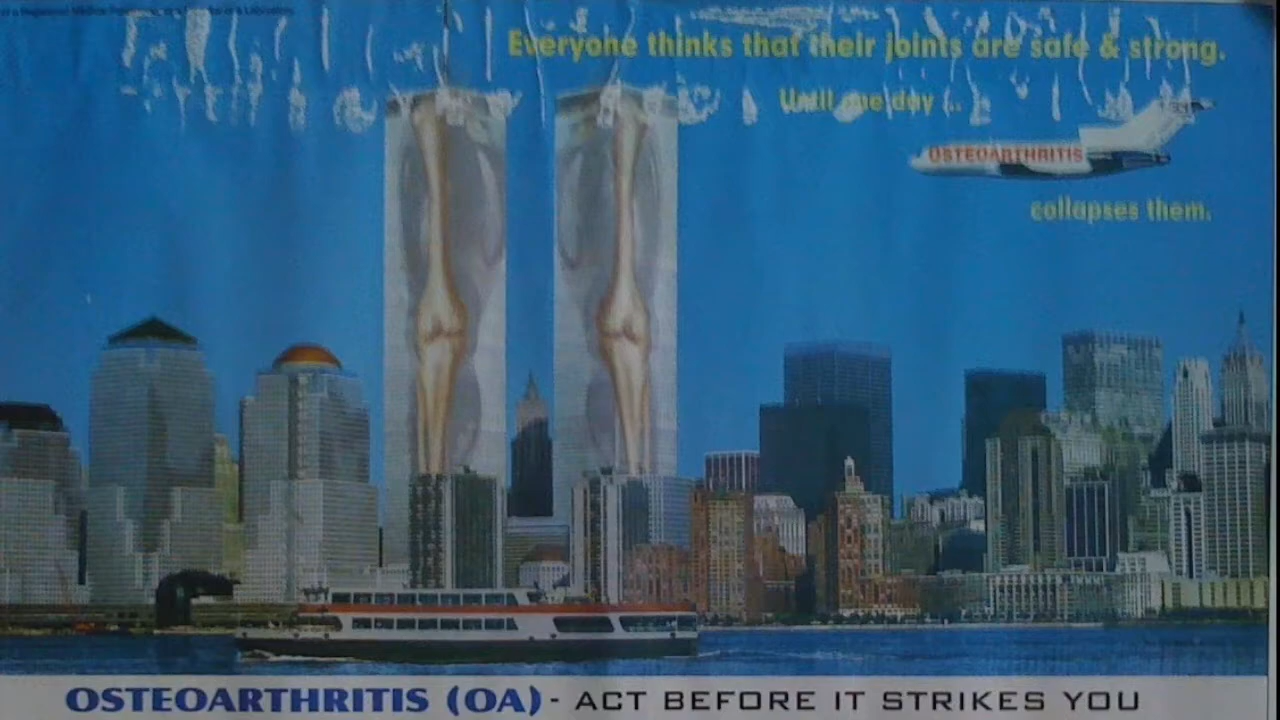 Everyone thinks that their joints are safe & strong.
Until one day ...
OSTEOARTHRITIS
collapses them.
OSTEOARTHRITIS (OA) - ACT BEFORE IT STRIKES YOU